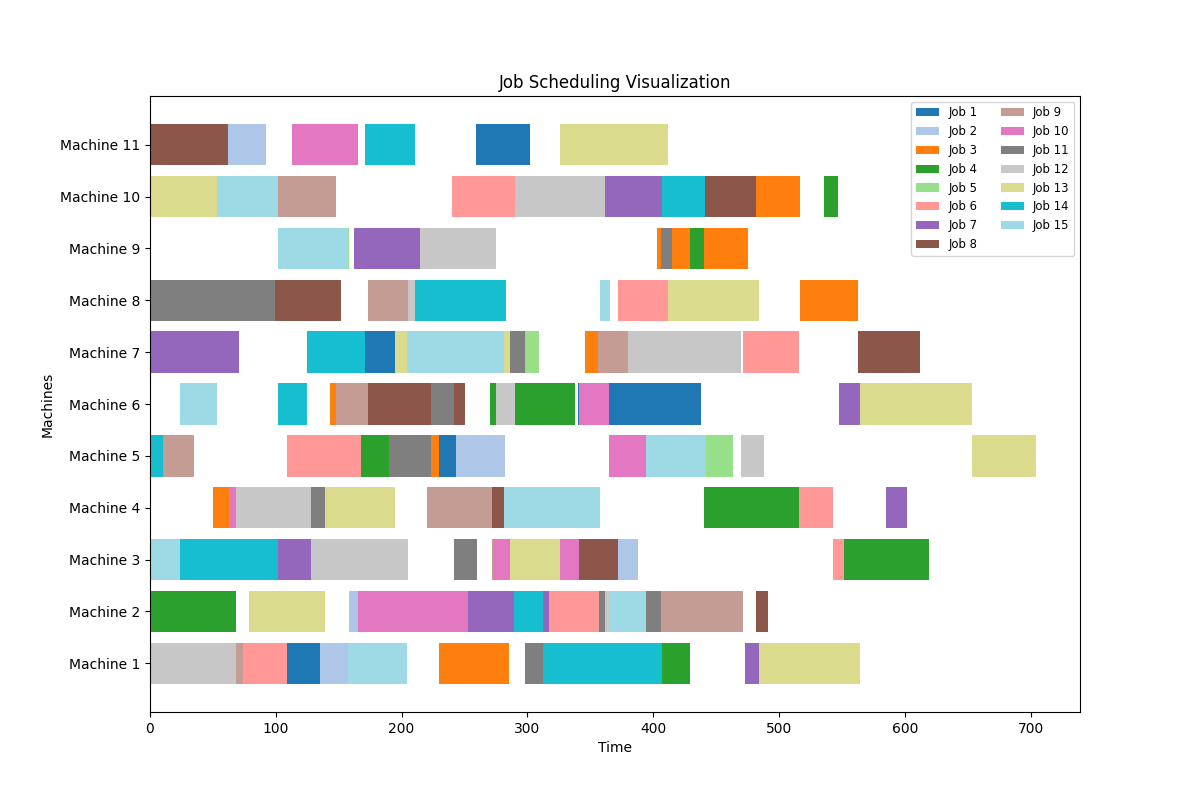 Job Scheduling Visualization
Machine 11
Machine 10
Machine 9
Machine 8
Machine 7
Machine 6
Machine 5
Machine 4
Machine 3
Machine 2
Machine 1
Machines
Job 1
Job 2
Job 3
Job 4
Job 5
Job 6
Job 7
Job 8
Job 9
Job 10
Job 11
Job 12
Job 13
Job 14
Job 15
0 100 200 300 400 500 600 700
Time